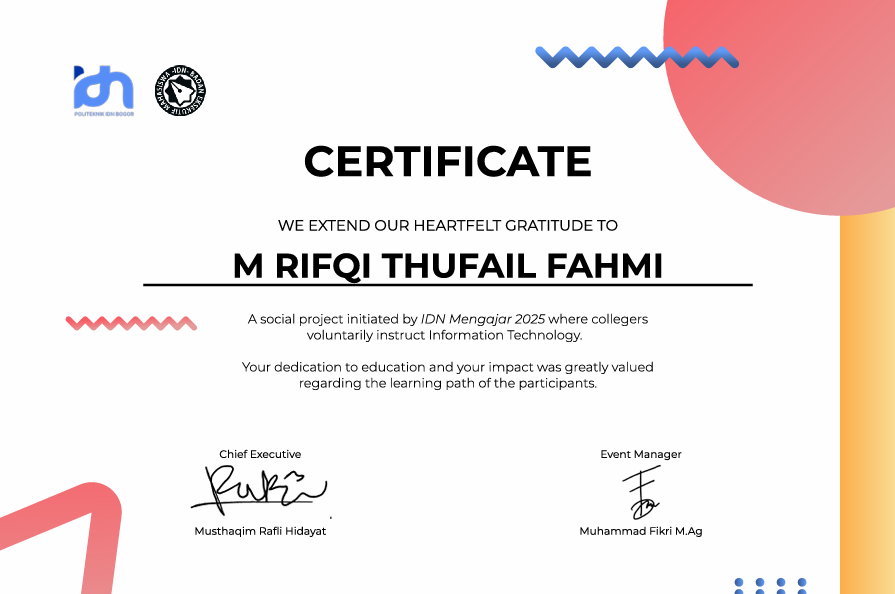 idn
POLITEKNIK IDN BOGOR
IDN · BADAN EKSEKUTIF MAHASISWA
CERTIFICATE
WE EXTEND OUR HEARTFELT GRATITUDE TO
M RIFQI THUFAIL FAHMI
A social project initiated by IDN Mengajar 2025 where collegers
voluntarily instruct Information Technology.
Your dedication to education and your impact was greatly valued
regarding the learning path of the participants.
Chief Executive
Event Manager
Musthaqim Rafli Hidayat
Muhammad Fikri M.Ag